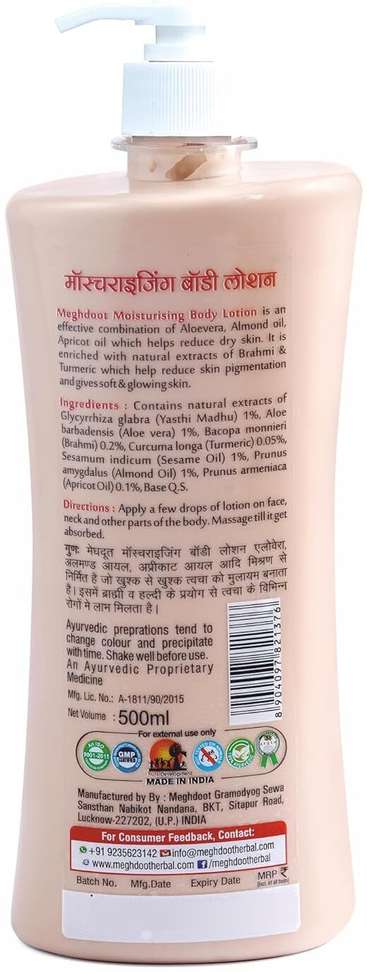 मॉस्चराइजिंग बॉडी लोशन
Meghdoot Moisturising Body Lotion is an
effective combination of Aloevera, Almond oil,
Apricot oil which helps reduce dry skin. It is
enriched with natural extracts of Brahmi &
Turmeric which help reduce skin pigmentation
and gives soft & glowing skin.
Ingredients : Contains natural extracts of
Glycyrrhiza glabra (Yasthi Madhu) 1%, Aloe
barbadensis (Aloe vera) 1%, Bacopa monnieri
(Brahmi) 0.2%, Curcuma longa (Turmeric) 0.05%,
Sesamum indicum (Sesame Oil) 1%, Prunus
amygdalus (Almond Oil) 1%, Prunus armeniaca
(Apricot Oil) 0.1%, Base Q.S.
Directions : Apply a few drops of lotion on face,
neck and other parts of the body. Massage till it get
absorbed.
गुण: मेघदूत मॉस्चराइजिंग बॉडी लोशन एलोवेरा,
अलमण्ड आयल, अप्रीकाट आयल आदि मिश्रण से
निर्मित है जो खुश्क से खुश्क त्वचा को मुलायम बनाता
है। इसमें ब्राह्मी व हल्दी के प्रयोग से त्वचा के विभिन्न
रोगों मे लाभ मिलता है।
Ayurvedic preprations tend to
change colour and precipitate
with time. Shake well before use.
An Ayurvedic Proprietary
Medicine
Mfg. Lic. No.: A-1811/90/2015
Net Volume : 500ml
8 904097 821376
For external use only
9001-2015
GMP
MADE IN INDIA
Manufactured by By : Meghdoot Gramodyog Sewa
Sansthan Nabikot Nandana, BKT, Sitapur Road,
Lucknow-227202, (U.P.) INDIA
For Consumer Feedback, Contact:
+91 9235623142 info@meghdootherbal.com
www.meghdootherbal.com /meghdootherbal
Batch No. Mfg.Date Expiry Date MRP ₹